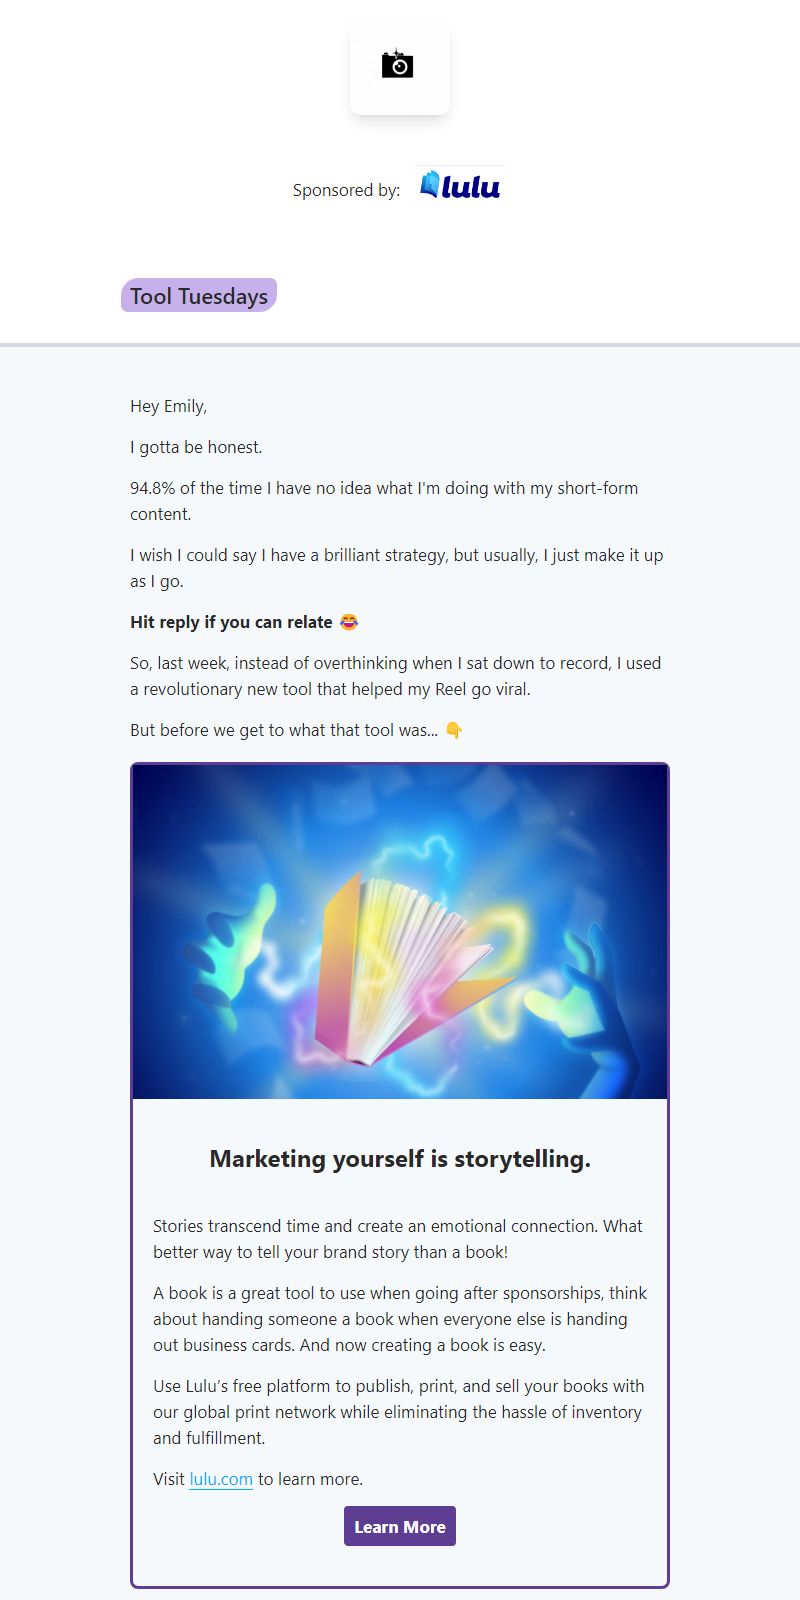 Sponsored by: lulu
Tool Tuesdays
Hey Emily,
I gotta be honest.
94.8% of the time I have no idea what I'm doing with my short-form
content.
I wish I could say I have a brilliant strategy, but usually, I just make it up
as I go.
Hit reply if you can relate 😂
So, last week, instead of overthinking when I sat down to record, I used
a revolutionary new tool that helped my Reel go viral.
But before we get to what that tool was... 👇
Marketing yourself is storytelling.
Stories transcend time and create an emotional connection. What
better way to tell your brand story than a book!
A book is a great tool to use when going after sponsorships, think
about handing someone a book when everyone else is handing
out business cards. And now creating a book is easy.
Use Lulu’s free platform to publish, print, and sell your books with
our global print network while eliminating the hassle of inventory
and fulfillment.
Visit lulu.com to learn more.
Learn More